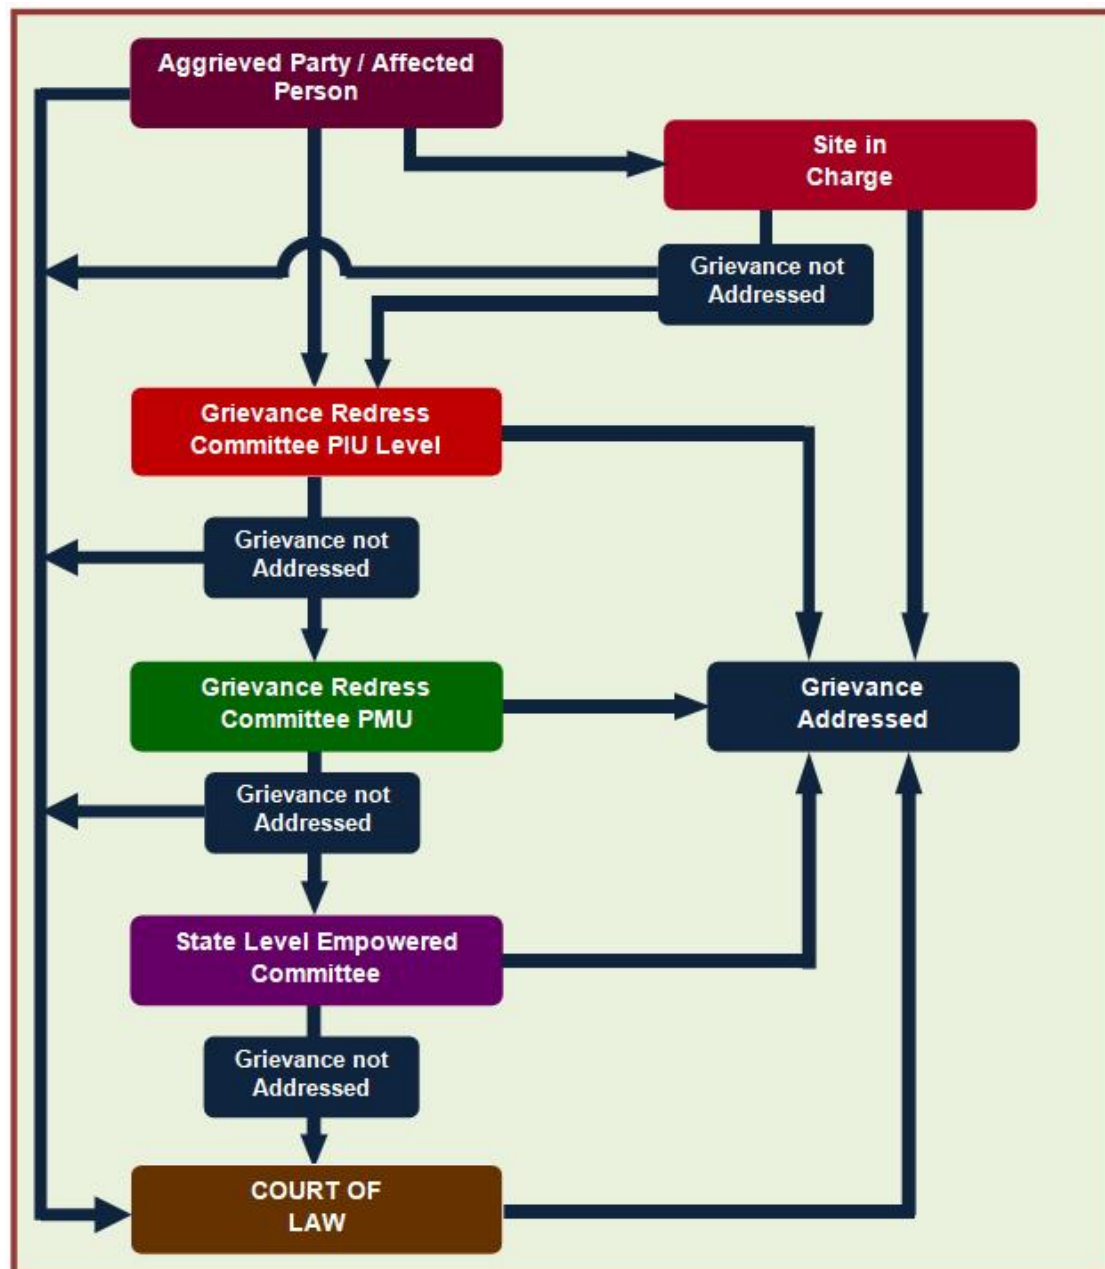 Aggrieved Party / Affected
Person
Site in
Charge
Grievance not
Addressed
Grievance Redress
Committee PIU Level
Grievance not
Addressed
Grievance Redress
Committee PMU
Grievance
Addressed
Grievance not
Addressed
State Level Empowered
Committee
Grievance not
Addressed
COURT OF
LAW